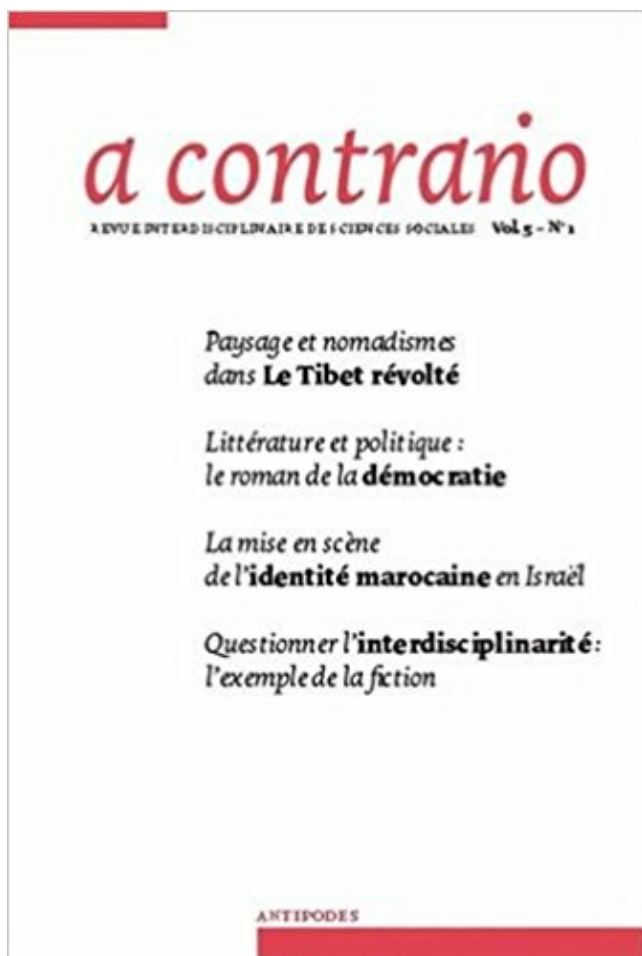 a contrario
REVUE INTERDISCIPLINAIRE DE SCIENCES SOCIALES Vol. 5 – N° 1
Paysage et nomadismes
dans Le Tibet révolté
Littérature et politique :
le roman de la démocratie
La mise en scène
de l'identité marocaine en Israël
Questionner l'interdisciplinarité :
l'exemple de la fiction
ANTIPODES